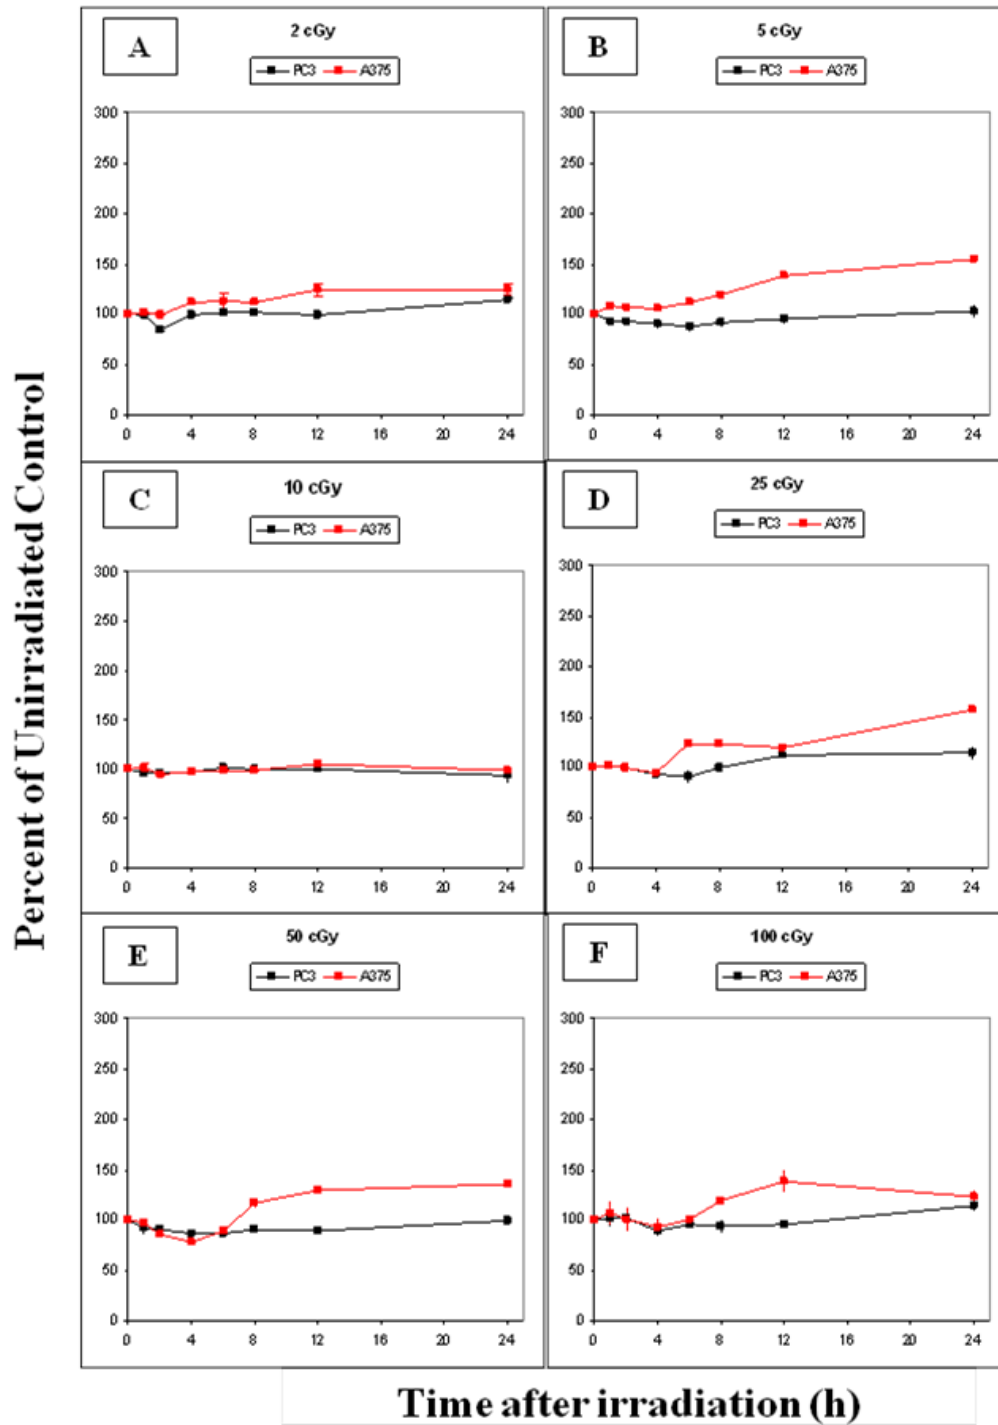 Percent of Unirradiated Control
A
2 cGy
PC3 A375
300
250
200
150
100
50
0
0 4 8 12 16 20 24
B
5 cGy
PC3 A375
300
250
200
150
100
50
0
0 4 8 12 16 20 24
C
10 cGy
PC3 A375
300
250
200
150
100
50
0
0 4 8 12 16 20 24
D
25 cGy
PC3 A375
300
250
200
150
100
50
0
0 4 8 12 16 20 24
E
50 cGy
PC3 A375
300
250
200
150
100
50
0
0 4 8 12 16 20 24
F
100 cGy
PC3 A375
300
250
200
150
100
50
0
0 4 8 12 16 20 24
Time after irradiation (h)